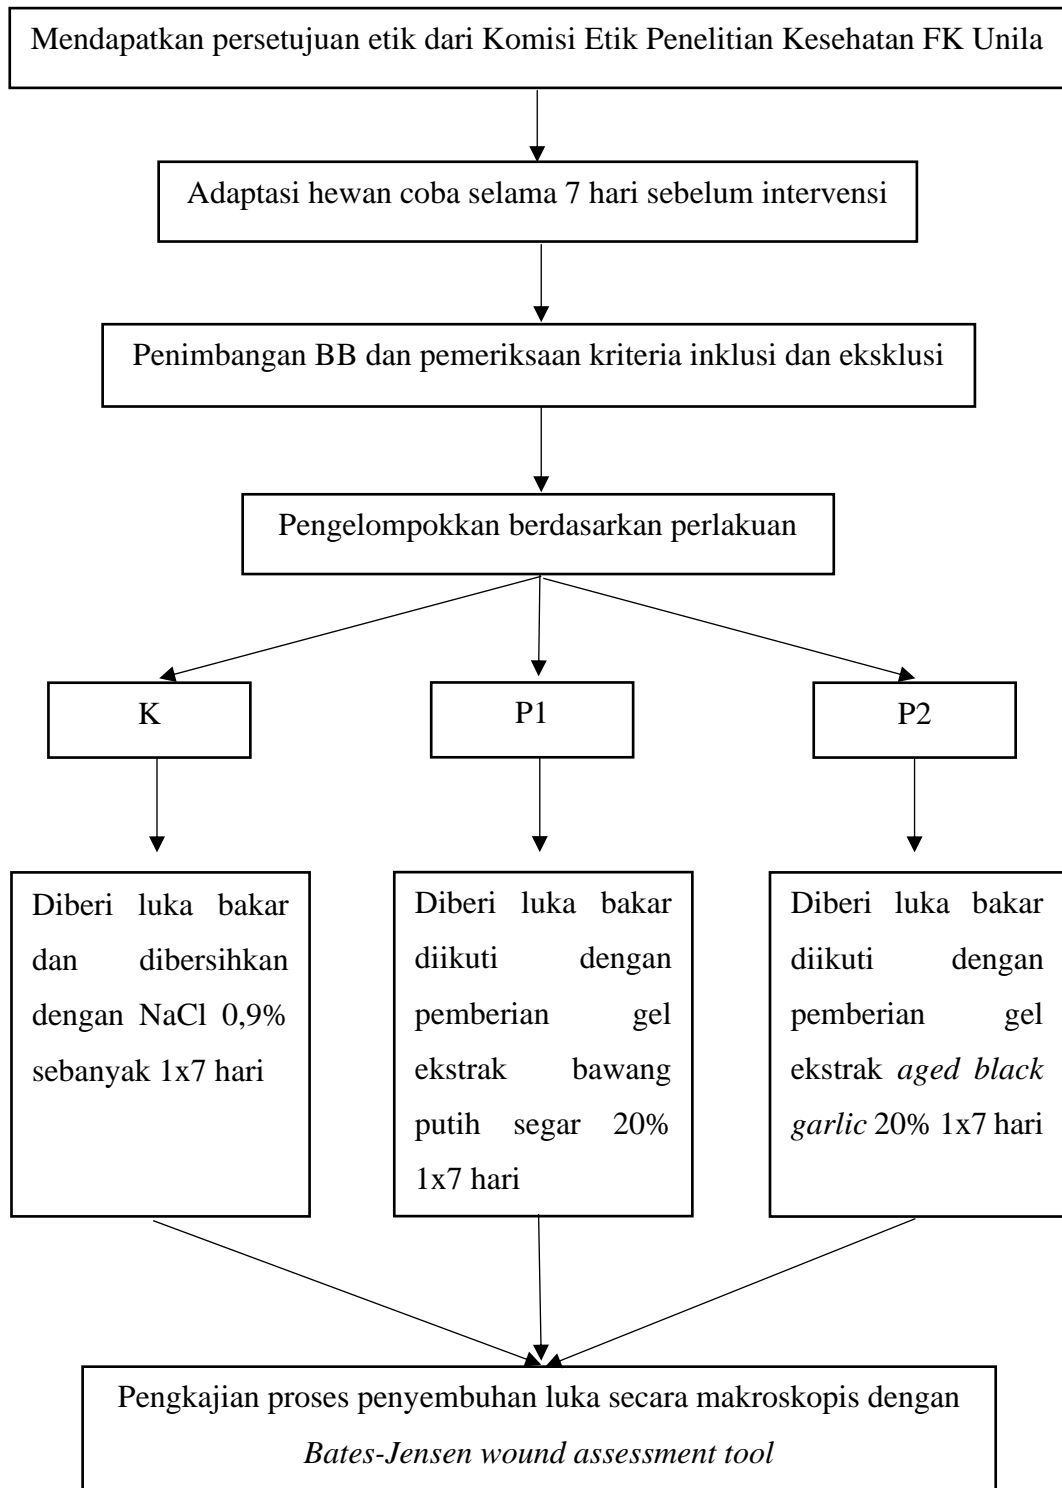 Mendapatkan persetujuan etik dari Komisi Etik Penelitian Kesehatan FK Unila
Adaptasi hewan coba selama 7 hari sebelum intervensi
Penimbangan BB dan pemeriksaan kriteria inklusi dan eksklusi
Pengelompokkan berdasarkan perlakuan
K
P1
P2
Diberi luka bakar
dan dibersihkan
dengan NaCl 0,9%
sebanyak 1x7 hari
Diberi luka bakar
diikuti dengan
pemberian gel
ekstrak bawang
putih segar 20%
1x7 hari
Diberi luka bakar
diikuti dengan
pemberian gel
ekstrak aged black
garlic 20% 1x7 hari
Pengkajian proses penyembuhan luka secara makroskopis dengan
Bates-Jensen wound assessment tool